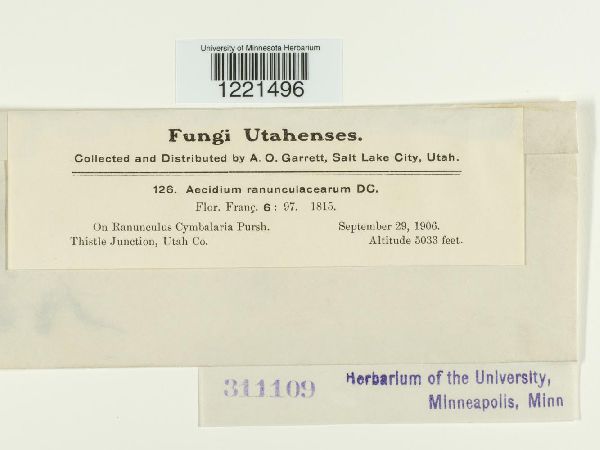 University of Minnesota Herbarium
1221496
Fungi Utahenses.
Collected and Distributed by A. O. Garrett, Salt Lake City, Utah.
126. Aecidium ranunculacearum DC.
Flor. Franç. 6: 97. 1815.
On Ranunculus Cymbalaria Pursh. September 29, 1906.
Thistle Junction, Utah Co. Altitude 5033 feet.
311109 Herbarium of the University,
Minneapolis, Minn